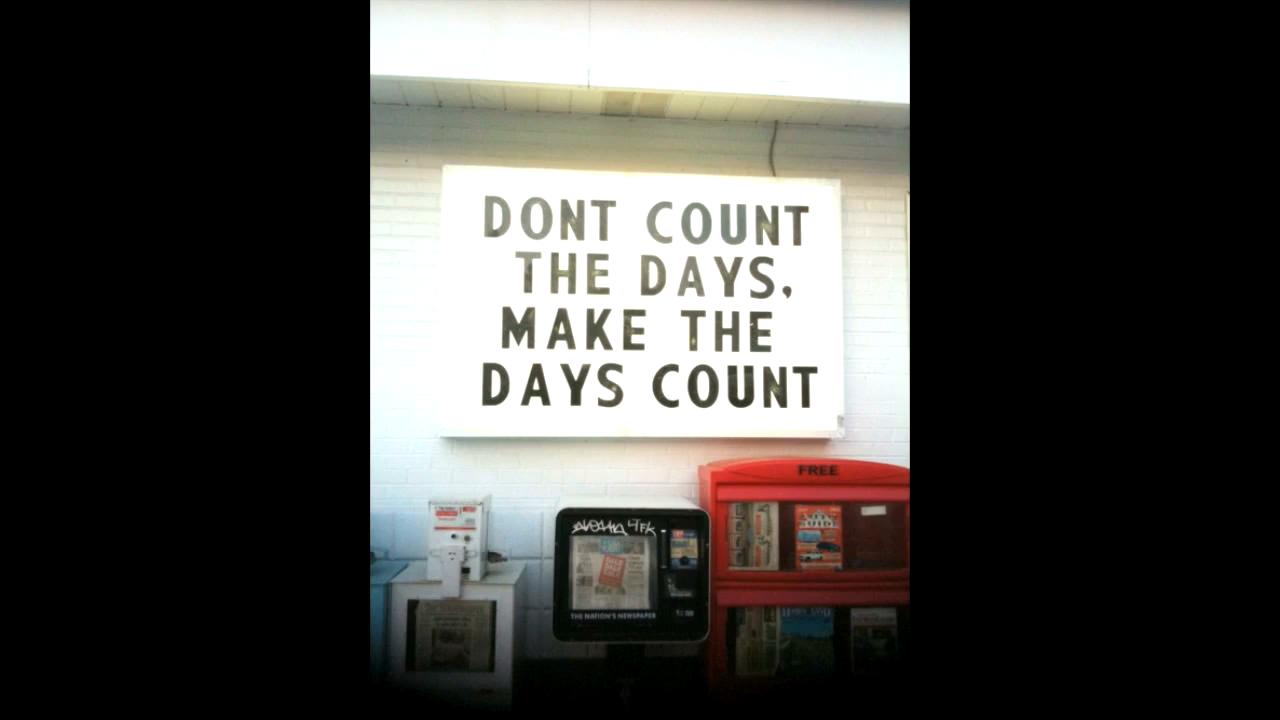 DONT COUNT
THE DAYS,
MAKE THE
DAYS COUNT
FREE
THE NATION'S NEWSPAPER